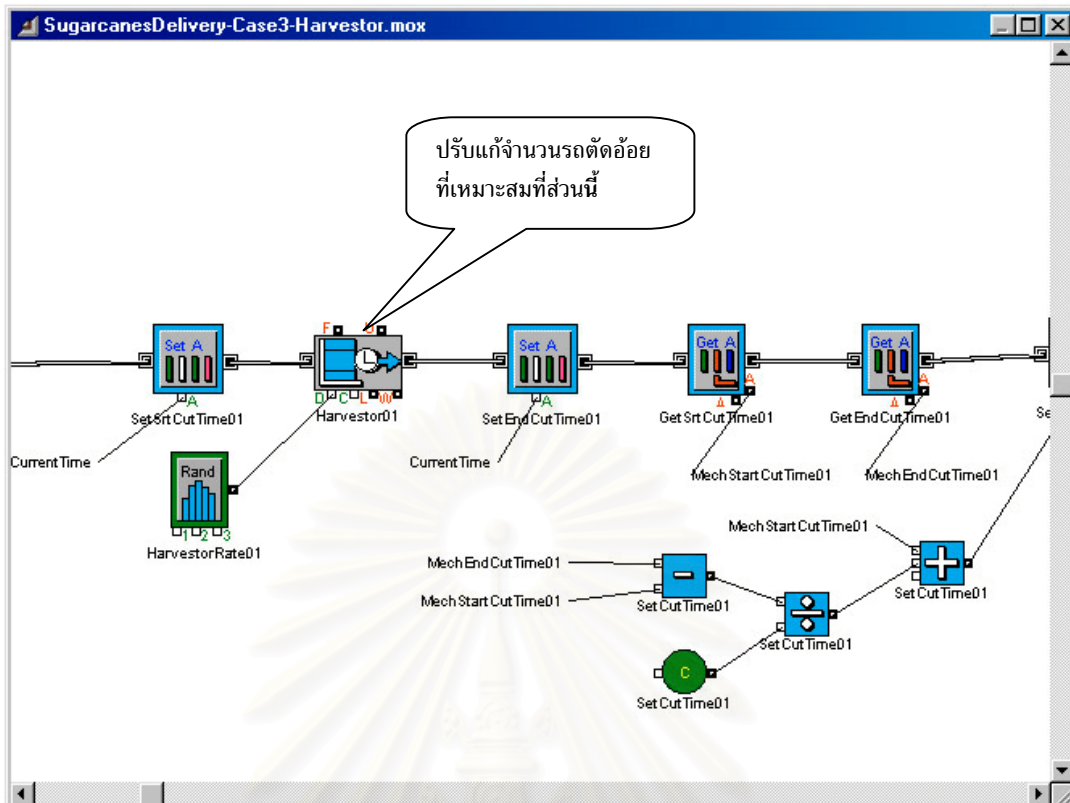 SugarcanesDelivery-Case3-Harvestor.mox
ปรับแก้จำนวนรถตัดอ้อย
ที่เหมาะสมที่ส่วนนี้
F U
Set A
Set A
Get A
Get A
A
D C L W
A
Δ A
Δ A
SetSrtCutTime01
Harvestor01
SetEndCutTime01
GetSrtCutTime01
GetEndCutTime01
Se
CurrentTime
CurrentTime
MechStartCutTime01
MechEndCutTime01
Rand
1 2 3
HarvestorRate01
MechStartCutTime01
MechEndCutTime01
MechStartCutTime01
SetCutTime01
SetCutTime01
SetCutTime01
C
SetCutTime01